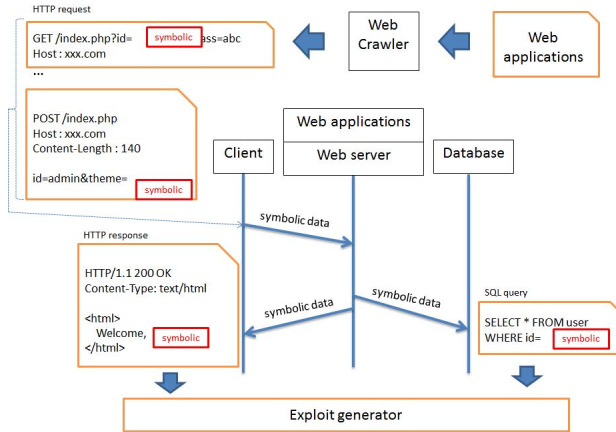 HTTP request
GET /index.php?id= symbolic ass=abc
Host : xxx.com
...
Web Crawler
Web applications
POST /index.php
Host : xxx.com
Content-Length : 140
id=admin&theme= symbolic
Client
Web applications
Web server
Database
symbolic data
HTTP response
HTTP/1.1 200 OK
Content-Type: text/html
<html>
Welcome, symbolic
</html>
symbolic data
symbolic data
SQL query
SELECT * FROM user
WHERE id= symbolic
Exploit generator